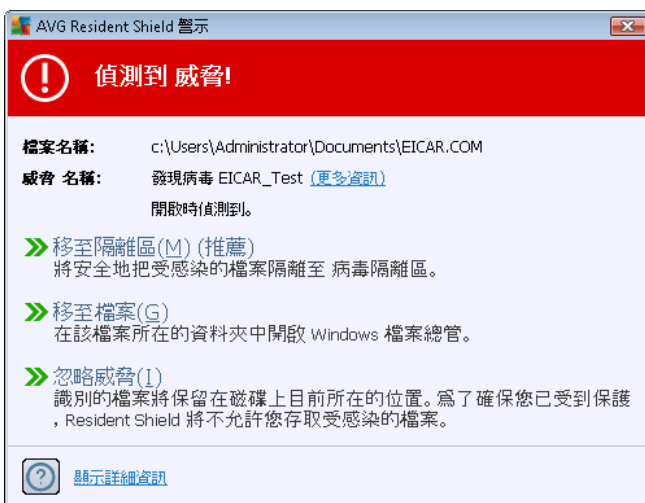 AVG Resident Shield 警示
偵測到 威脅!
檔案名稱: c:\Users\Administrator\Documents\EICAR.COM
威脅 名稱: 發現病毒 EICAR_Test (更多資訊)
開啟時偵測到。
移至隔離區(M) (推薦)
將安全地把受感染的檔案隔離至 病毒隔離區。
移至檔案(G)
在該檔案所在的資料夾中開啟 Windows 檔案總管。
忽略威脅(I)
識別的檔案將保留在磁碟上目前所在的位置。為了確保您已受到保護
, Resident Shield 將不允許您存取受感染的檔案。
顯示詳細資訊